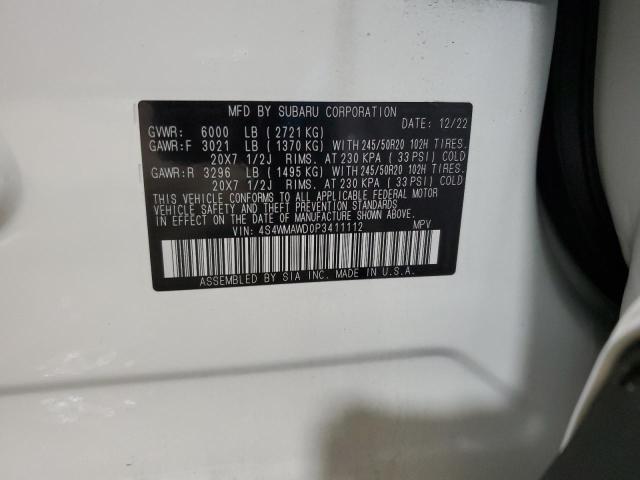 MFD BY SUBARU CORPORATION
DATE: 12/22
GVWR: 6000 LB (2721 KG)
GAWR:F 3021 LB (1370 KG) WITH 245/50R20 102H TIRES.
20X7 1/2J RIMS. AT 230 KPA (33 PSI) COLD
GAWR:R 3296 LB (1495 KG) WITH 245/50R20 102H TIRES.
20X7 1/2J RIMS. AT 230 KPA (33 PSI) COLD
THIS VEHICLE CONFORMS TO ALL APPLICABLE FEDERAL MOTOR
VEHICLE SAFETY AND THEFT PREVENTION STANDARDS
IN EFFECT ON THE DATE OF MANUFACTURE SHOWN ABOVE.
VIN: 4S4WMAWD0P3411112 MPV
ASSEMBLED BY SIA INC. MADE IN U.S.A.